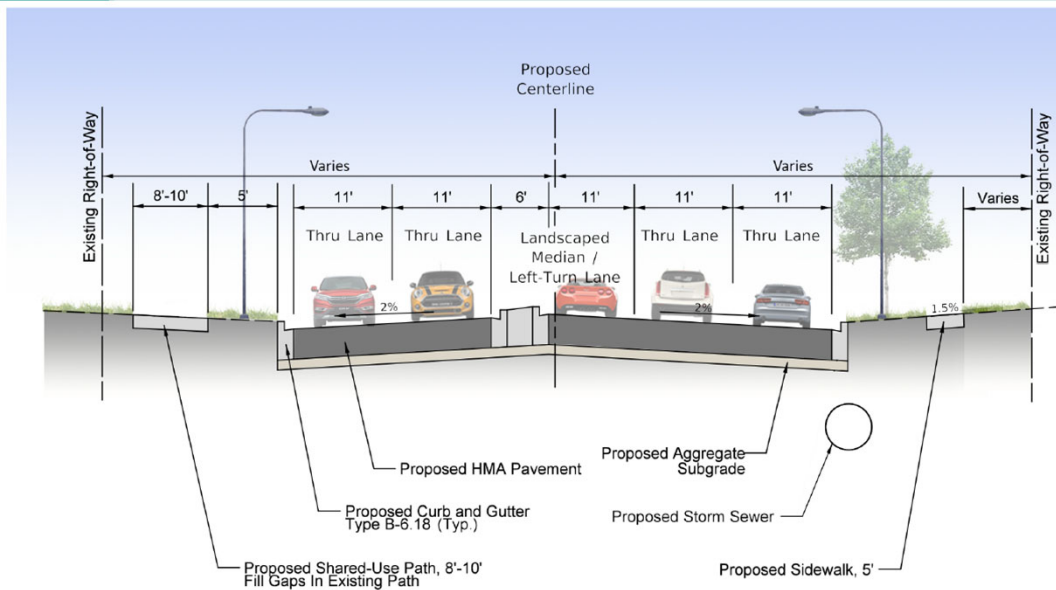 Proposed
Centerline
Existing Right-of-Way
Existing Right-of-Way
Varies
Varies
8'-10'
5'
11'
11'
6'
11'
11'
11'
Varies
Thru Lane
Thru Lane
Landscaped
Median /
Left-Turn Lane
Thru Lane
Thru Lane
2%
2%
1.5%
Proposed HMA Pavement
Proposed Aggregate
Subgrade
Proposed Curb and Gutter
Type B-6.18 (Typ.)
Proposed Storm Sewer
Proposed Shared-Use Path, 8'-10'
Fill Gaps In Existing Path
Proposed Sidewalk, 5'